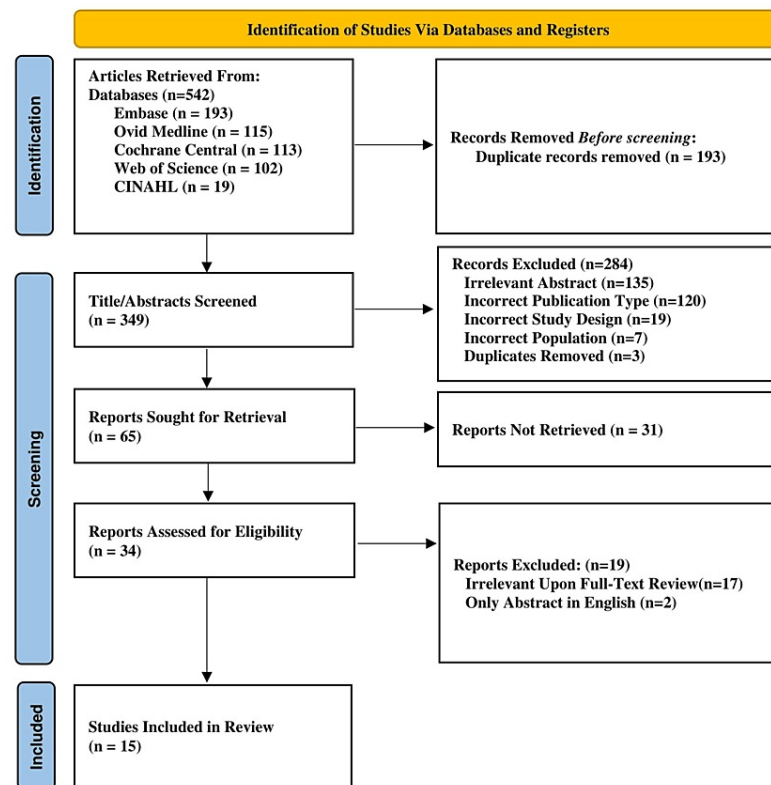 Identification of Studies Via Databases and Registers
Identification
Articles Retrieved From:
Databases (n=542)
Embase (n = 193)
Ovid Medline (n = 115)
Cochrane Central (n = 113)
Web of Science (n = 102)
CINAHL (n = 19)
Records Removed Before screening:
Duplicate records removed (n = 193)
Screening
Title/Abstracts Screened
(n = 349)
Records Excluded (n=284)
Irrelevant Abstract (n=135)
Incorrect Publication Type (n=120)
Incorrect Study Design (n=19)
Incorrect Population (n=7)
Duplicates Removed (n=3)
Reports Sought for Retrieval
(n = 65)
Reports Not Retrieved (n = 31)
Reports Assessed for Eligibility
(n = 34)
Reports Excluded: (n=19)
Irrelevant Upon Full-Text Review(n=17)
Only Abstract in English (n=2)
Included
Studies Included in Review
(n = 15)